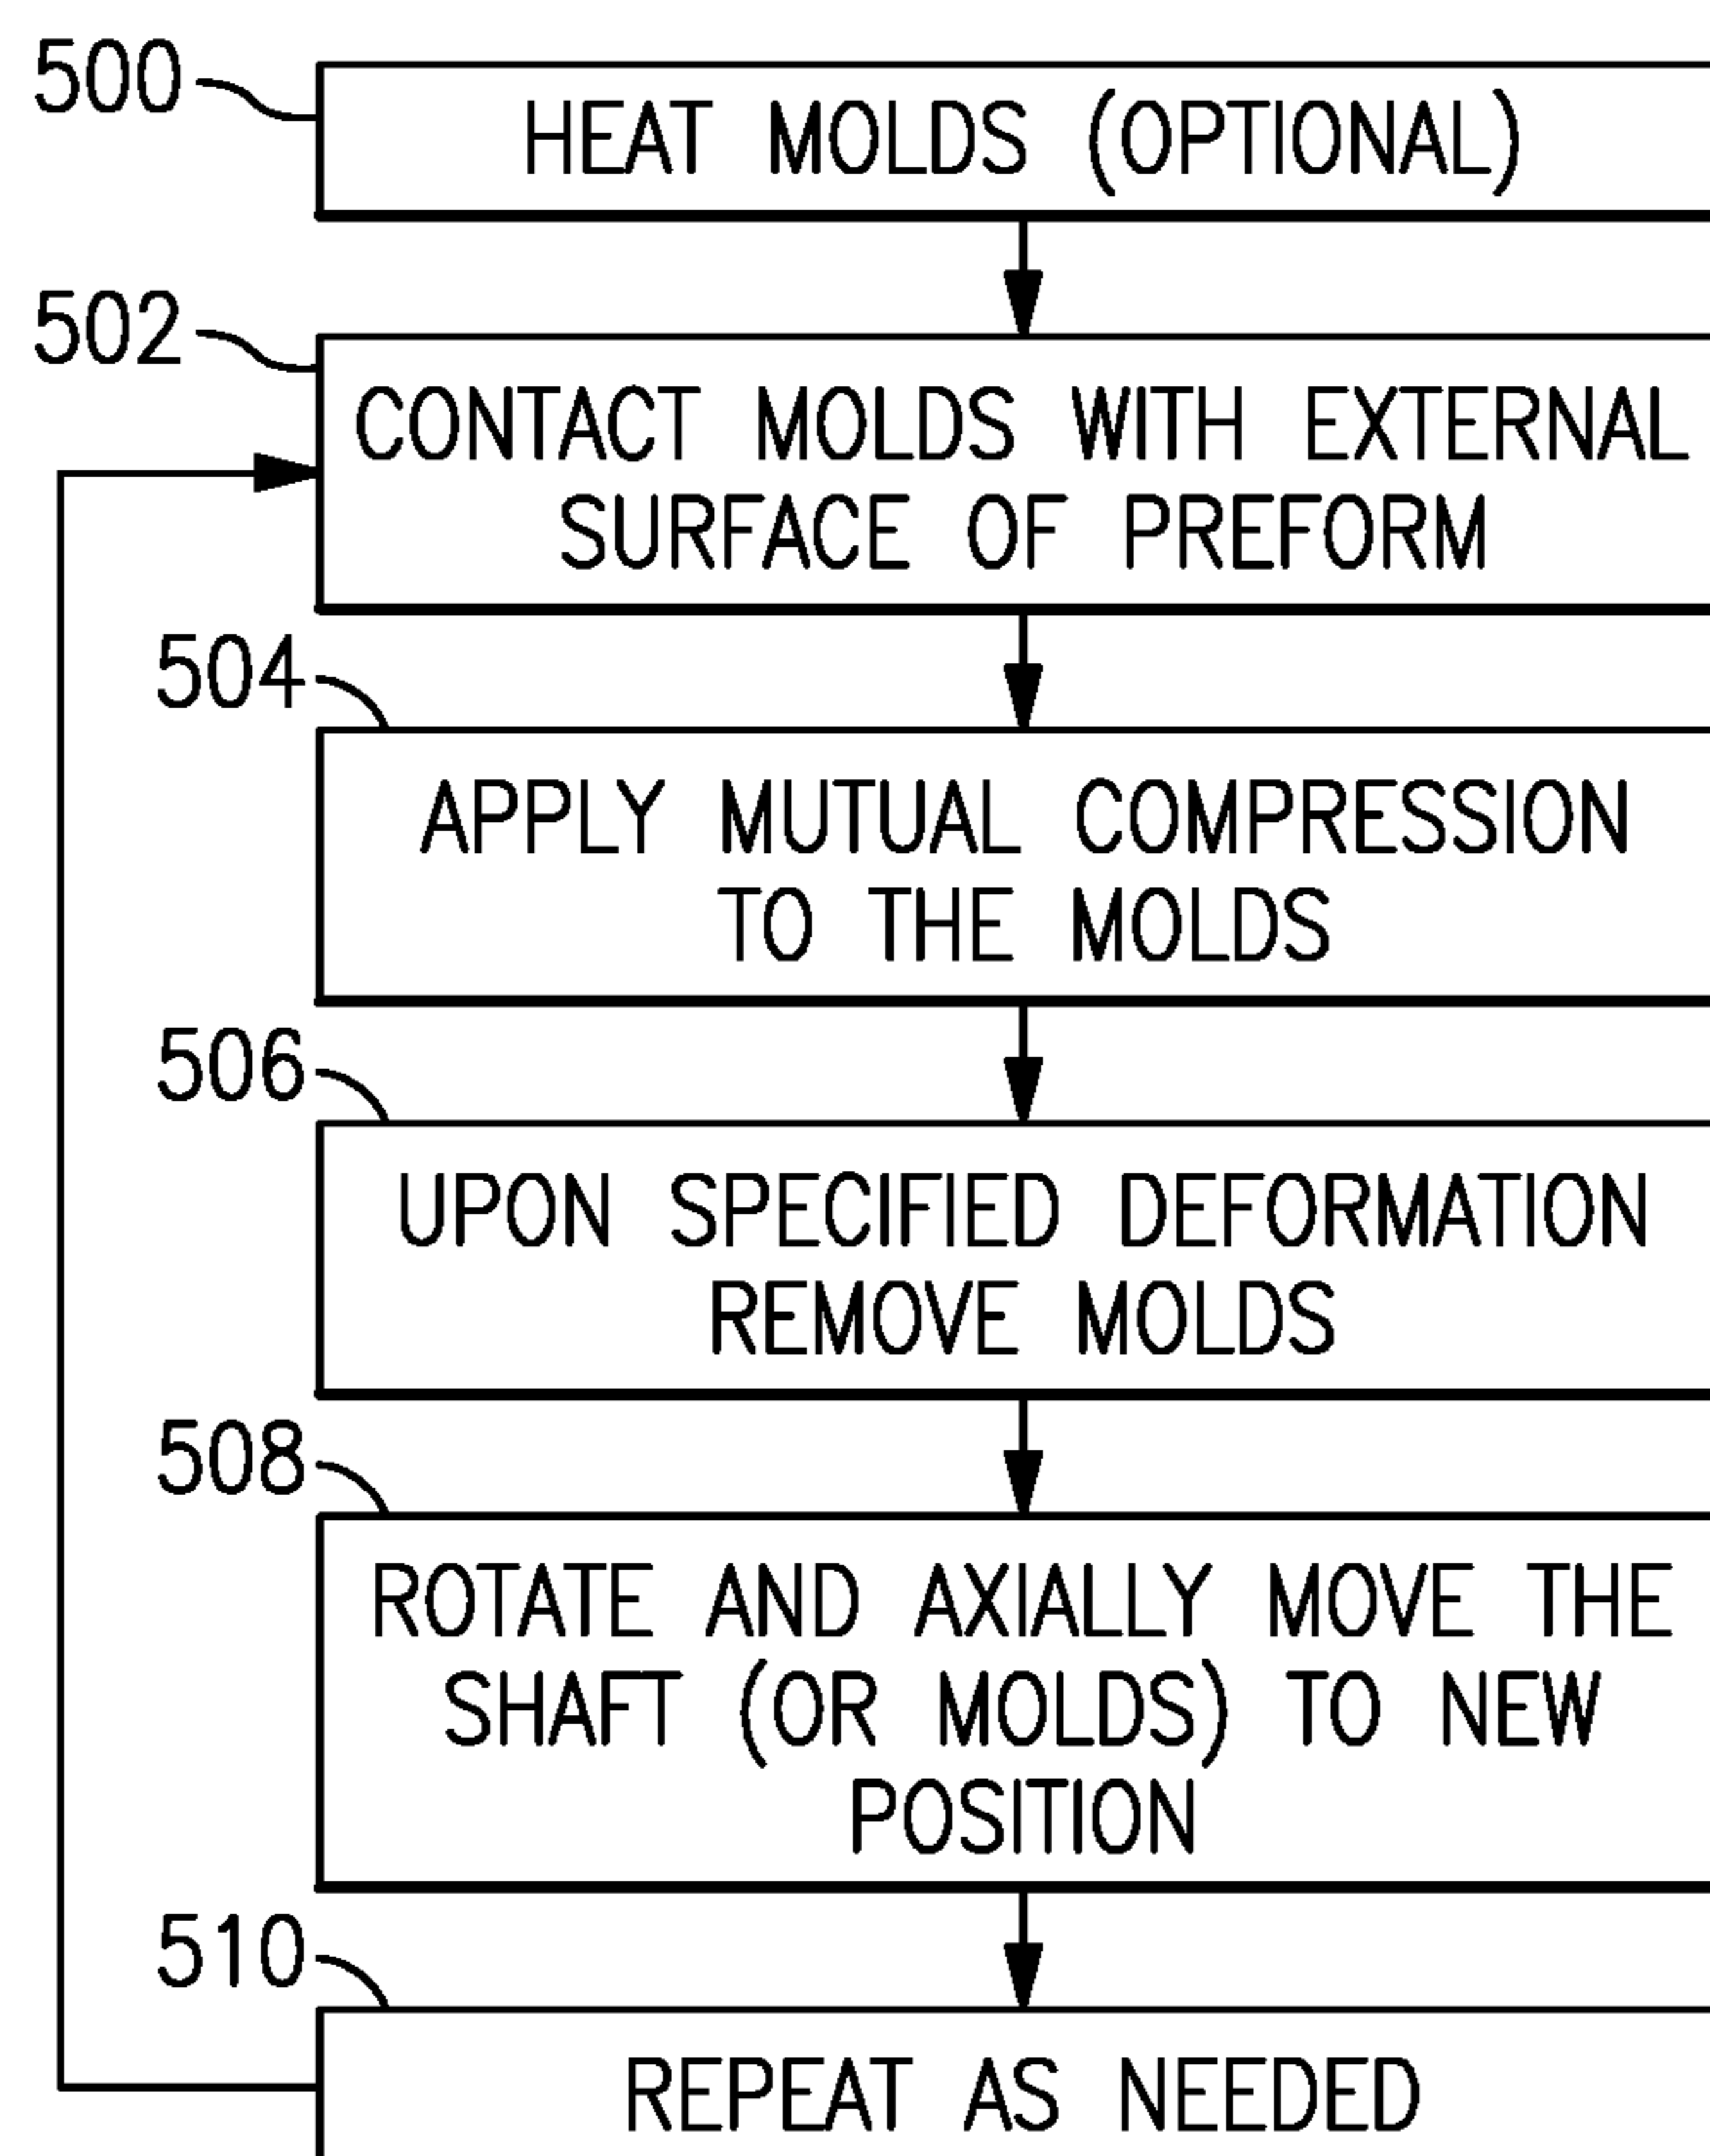 500
HEAT MOLDS (OPTIONAL)
502
CONTACT MOLDS WITH EXTERNAL
SURFACE OF PREFORM
504
APPLY MUTUAL COMPRESSION
TO THE MOLDS
506
UPON SPECIFIED DEFORMATION
REMOVE MOLDS
508
ROTATE AND AXIALLY MOVE THE
SHAFT (OR MOLDS) TO NEW
POSITION
510
REPEAT AS NEEDED